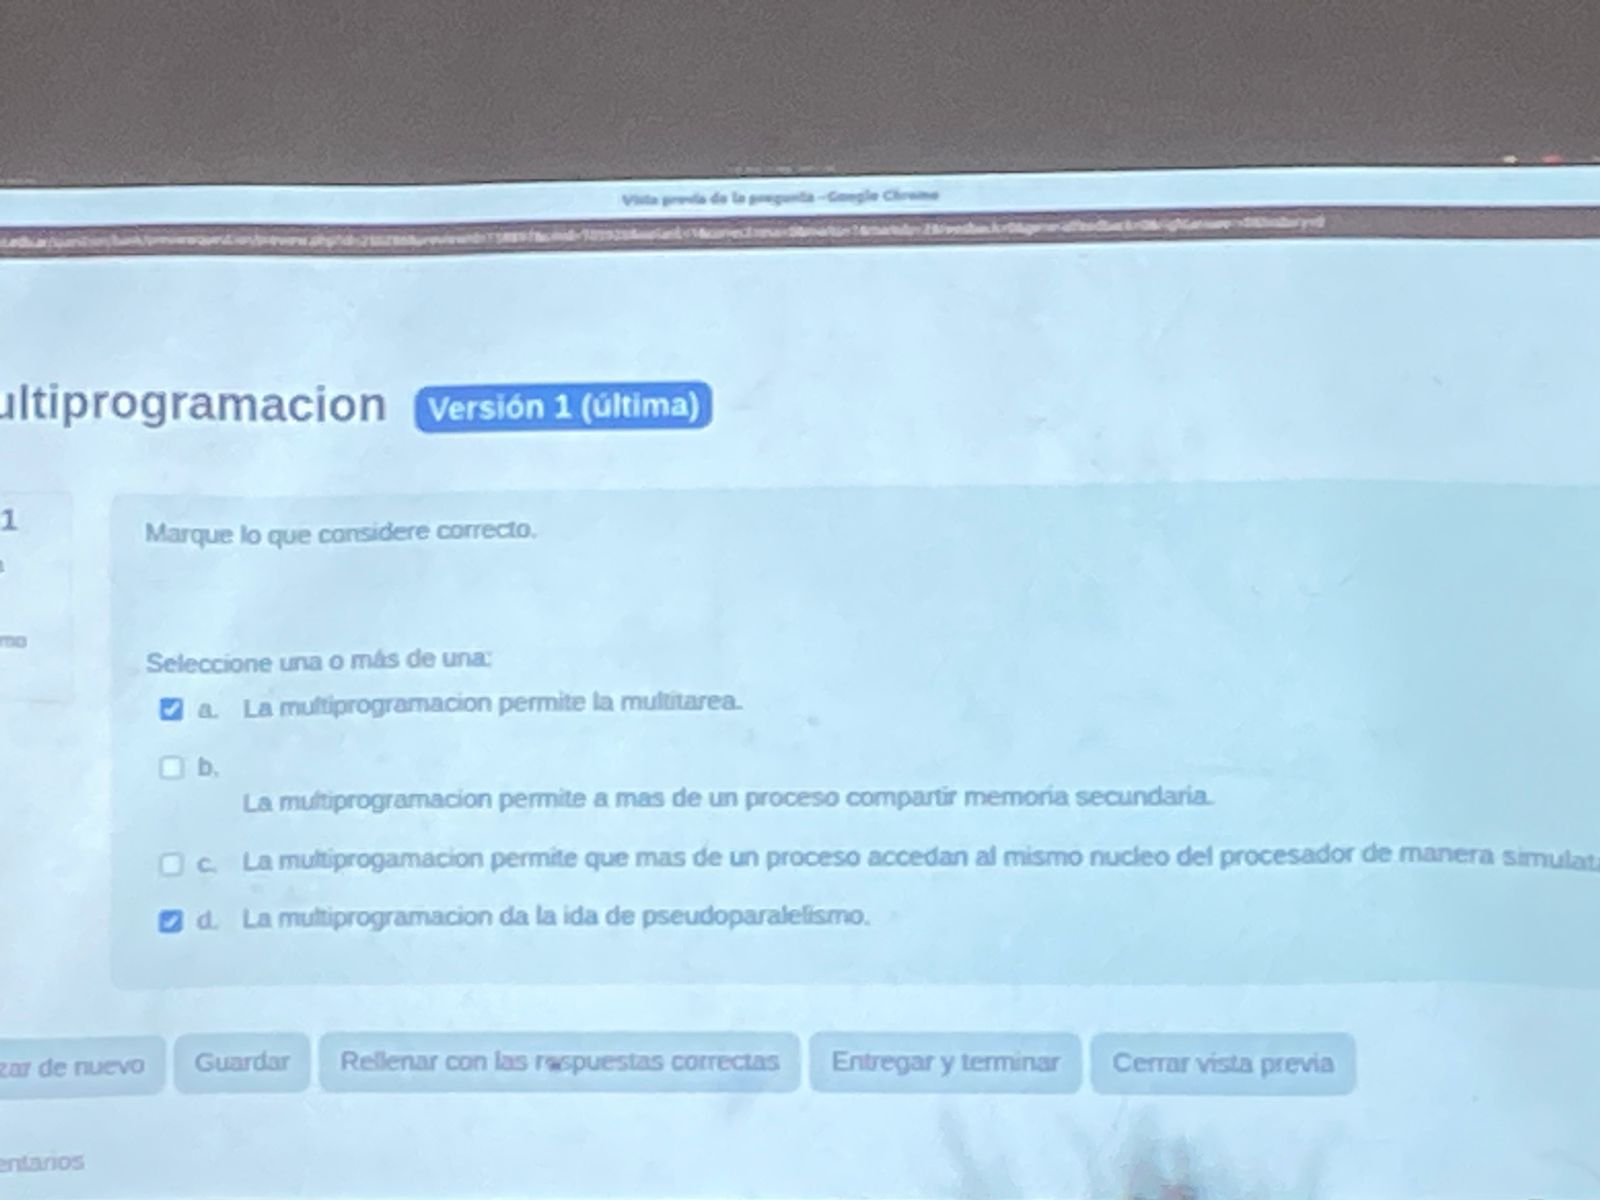 Vista previa de la pregunta - Google Chrome
ultiprogramacion Versión 1 (última)
1
Marque lo que considere correcto.
mo
Seleccione una o más de una:
a. La multiprogramacion permite la multitarea.
b.
La multiprogramacion permite a mas de un proceso compartir memoria secundaria.
c. La multiprogamacion permite que mas de un proceso accedan al mismo nucleo del procesador de manera simulat
d. La multiprogramacion da la ida de pseudoparalelismo.
zar de nuevo Guardar Rellenar con las respuestas correctas Entregar y terminar Cerrar vista previa
entarios